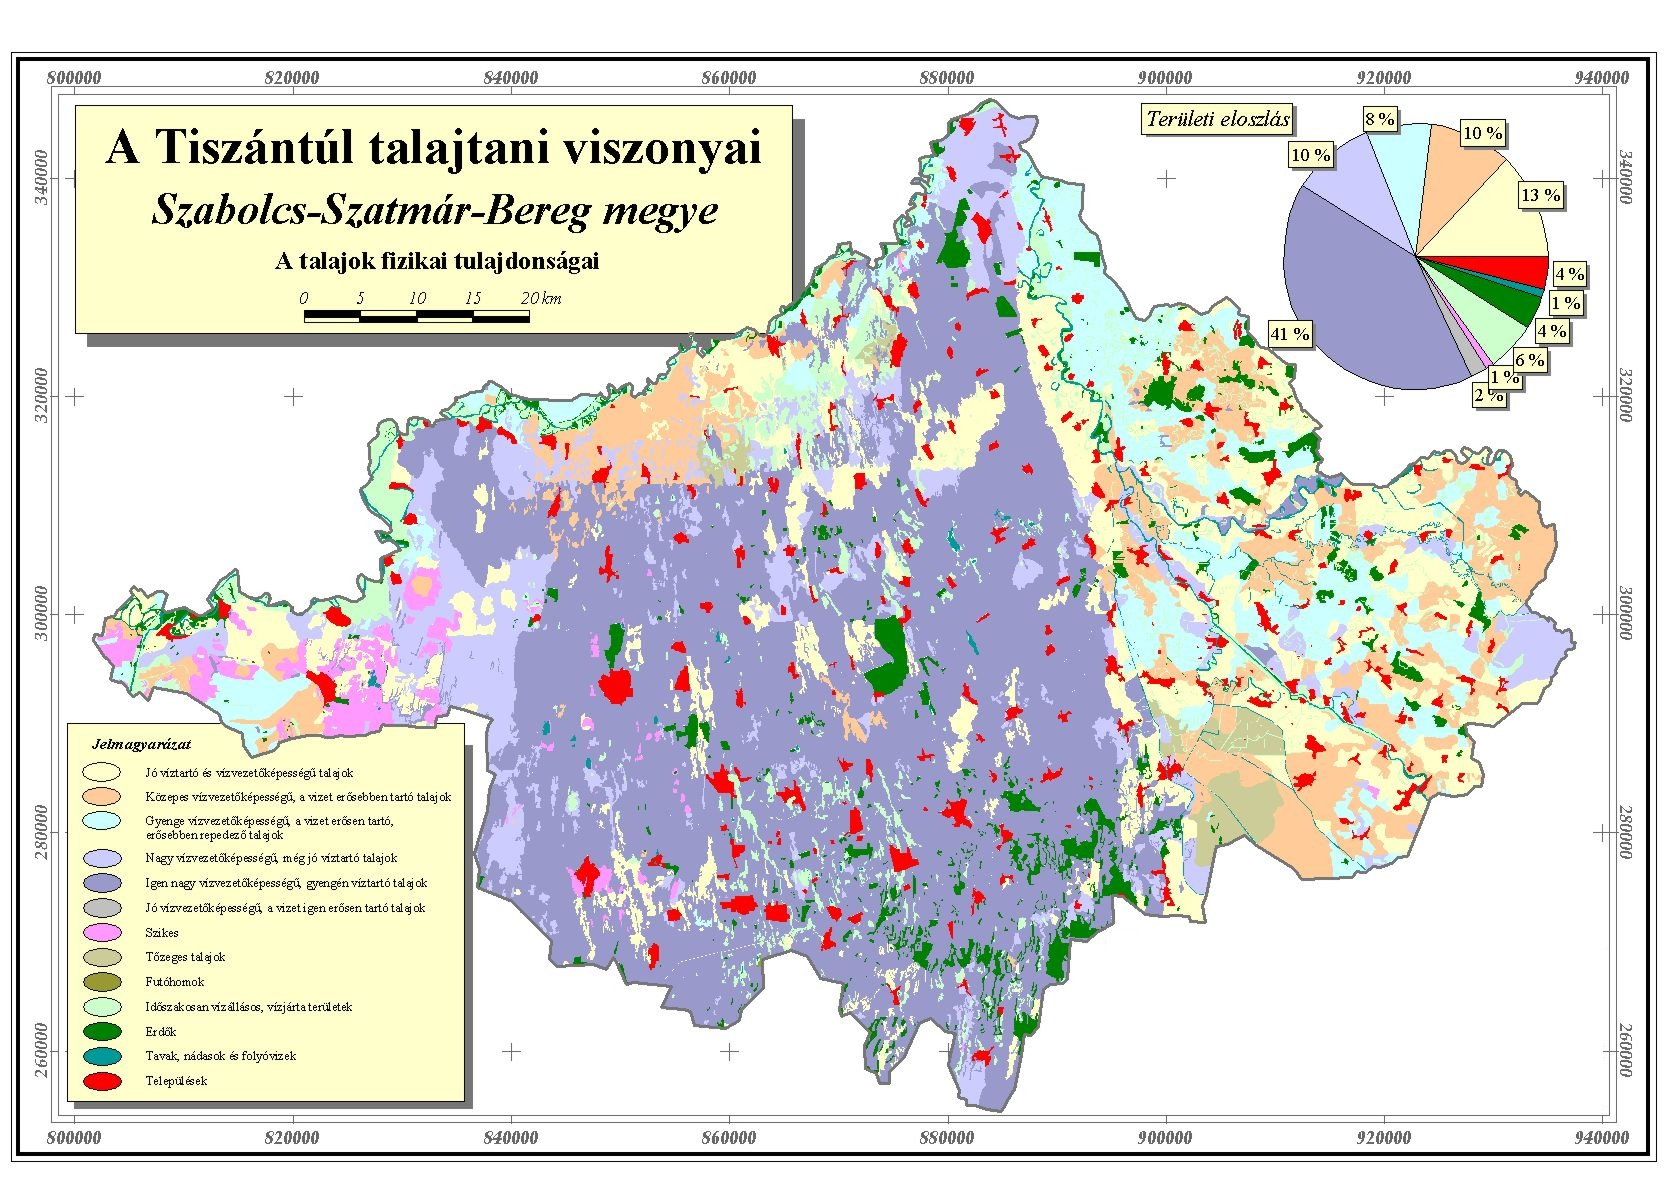 800000 820000 840000 860000 880000 900000 920000 940000
A Tiszántúl talajtani viszonyai
Szabolcs-Szatmár-Bereg megye
A talajok fizikai tulajdonságai
0 5 10 15 20 km
Területi eloszlás
8 %
10 %
10 %
13 %
4 %
1 %
4 %
6 %
1 %
2 %
41 %
340000
320000
300000
280000
260000
340000
320000
300000
280000
260000
Jelmagyarázat
Jó víztartó és vízvezetőképességű talajok
Közepes vízvezetőképességű, a vizet erősebben tartó talajok
Gyenge vízvezetőképességű, a vizet erősen tartó,
erősebben repedező talajok
Nagy vízvezetőképességű, még jó víztartó talajok
Igen nagy vízvezetőképességű, gyengén víztartó talajok
Jó vízvezetőképességű, a vizet igen erősen tartó talajok
Szikes
Tőzeges talajok
Futóhomok
Időszakosan vízállásos, vízjárta területek
Erdők
Tavak, nádasok és folyóvizek
Települések
800000 820000 840000 860000 880000 900000 920000 940000